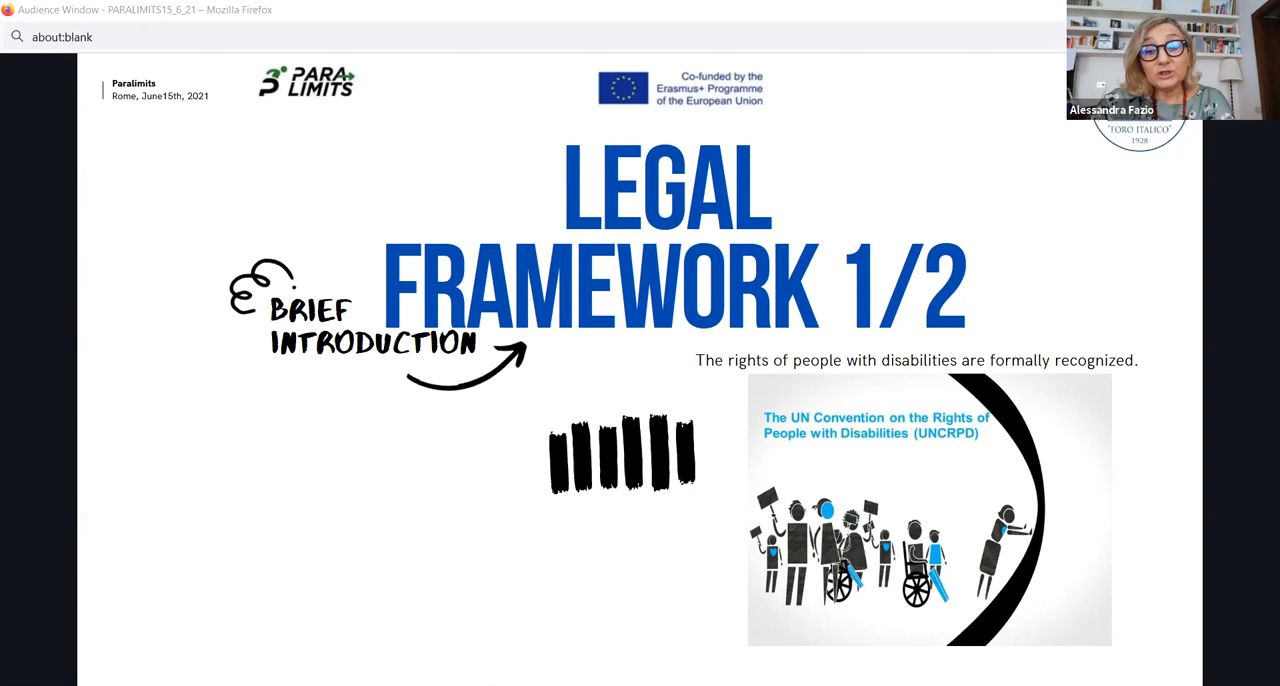 Audience Window - PARALIMITS15_6_21 – Mozilla Firefox
about:blank
Alessandra Fazio
Paralimits
Rome, June15th, 2021
PARA
LIMITS
Co-funded by the
Erasmus+ Programme
of the European Union
"FORO ITALICO"
1928
LEGAL
FRAMEWORK 1/2
BRIEF
INTRODUCTION
The rights of people with disabilities are formally recognized.
The UN Convention on the Rights of
People with Disabilities (UNCRPD)